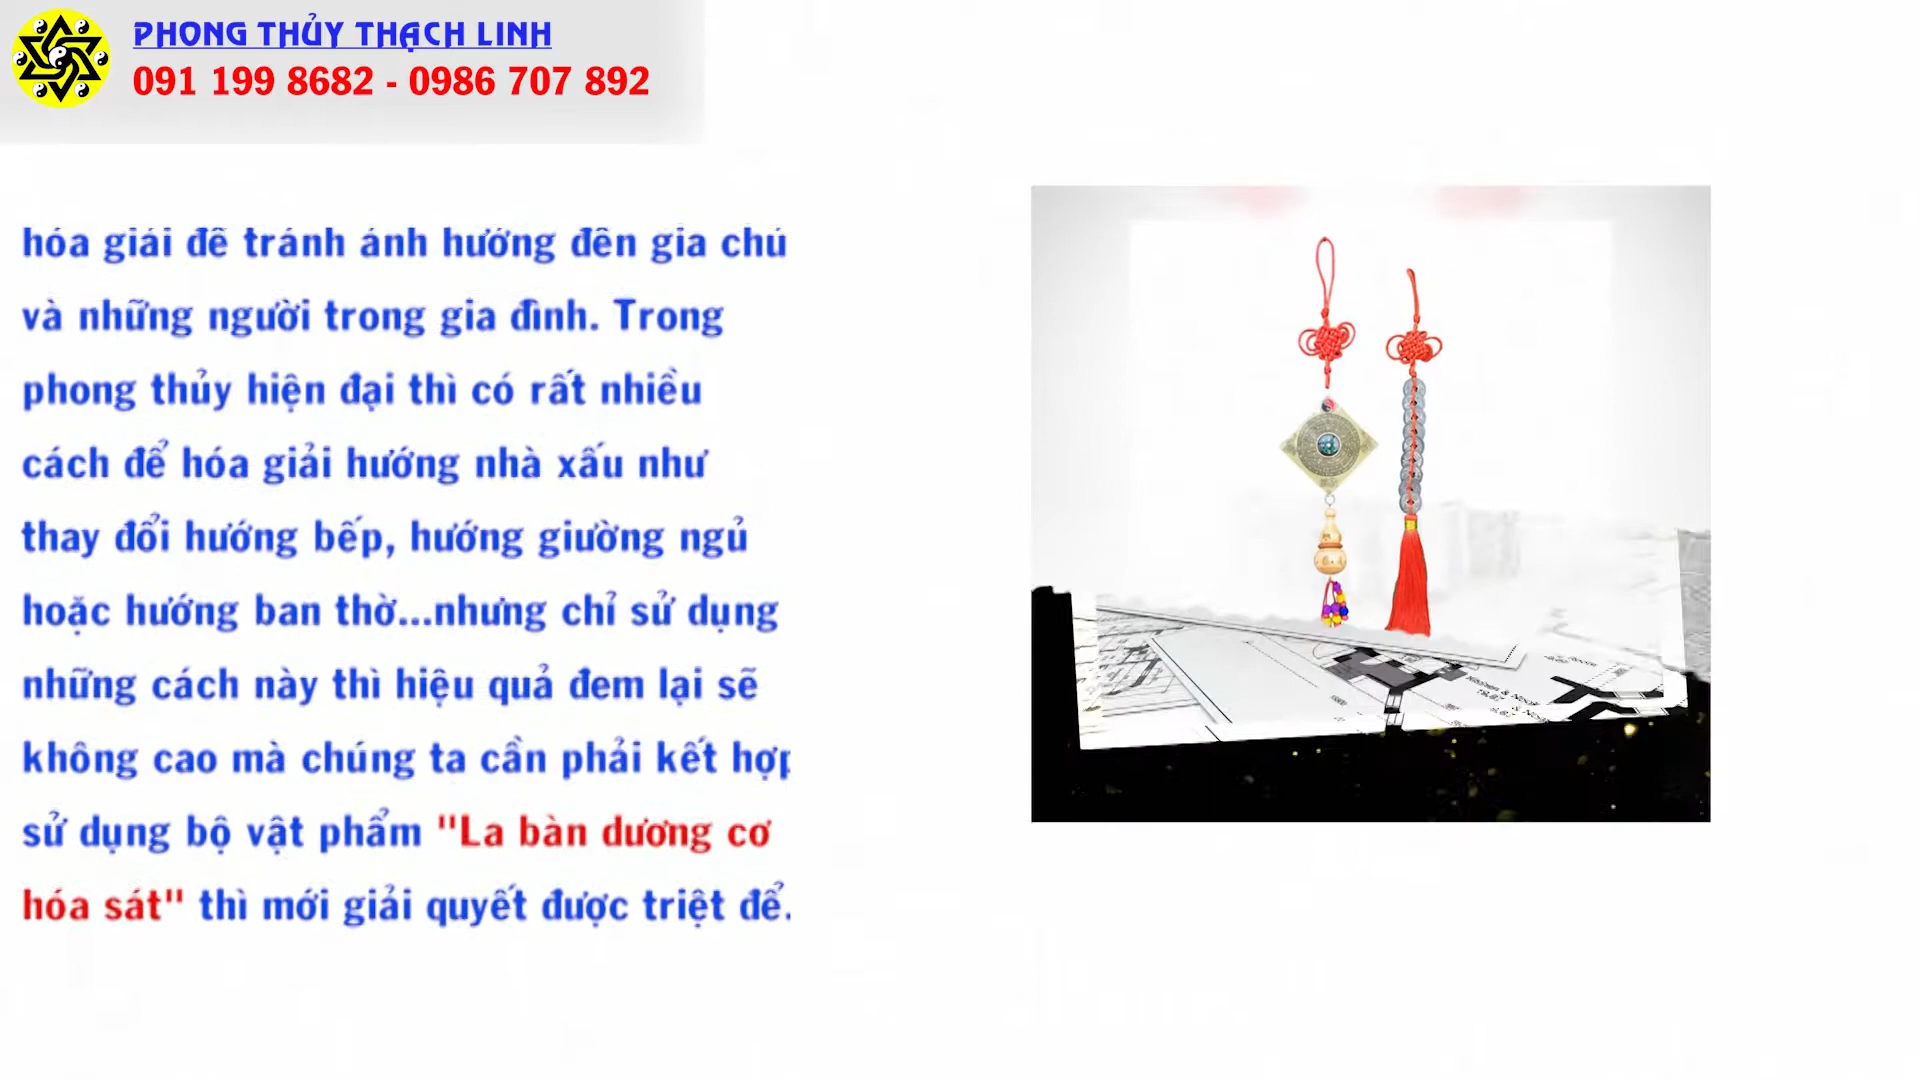 PHONG THỦY THẠCH LINH
091 199 8682 - 0986 707 892
hóa giải để tránh ảnh hưởng đến gia chủ
và những người trong gia đình. Trong
phong thủy hiện đại thì có rất nhiều
cách để hóa giải hướng nhà xấu như
thay đổi hướng bếp, hướng giường ngủ
hoặc hướng ban thờ...nhưng chỉ sử dụng
những cách này thì hiệu quả đem lại sẽ
không cao mà chúng ta cần phải kết hợp
sử dụng bộ vật phẩm "La bàn dương cơ
hóa sát" thì mới giải quyết được triệt để.